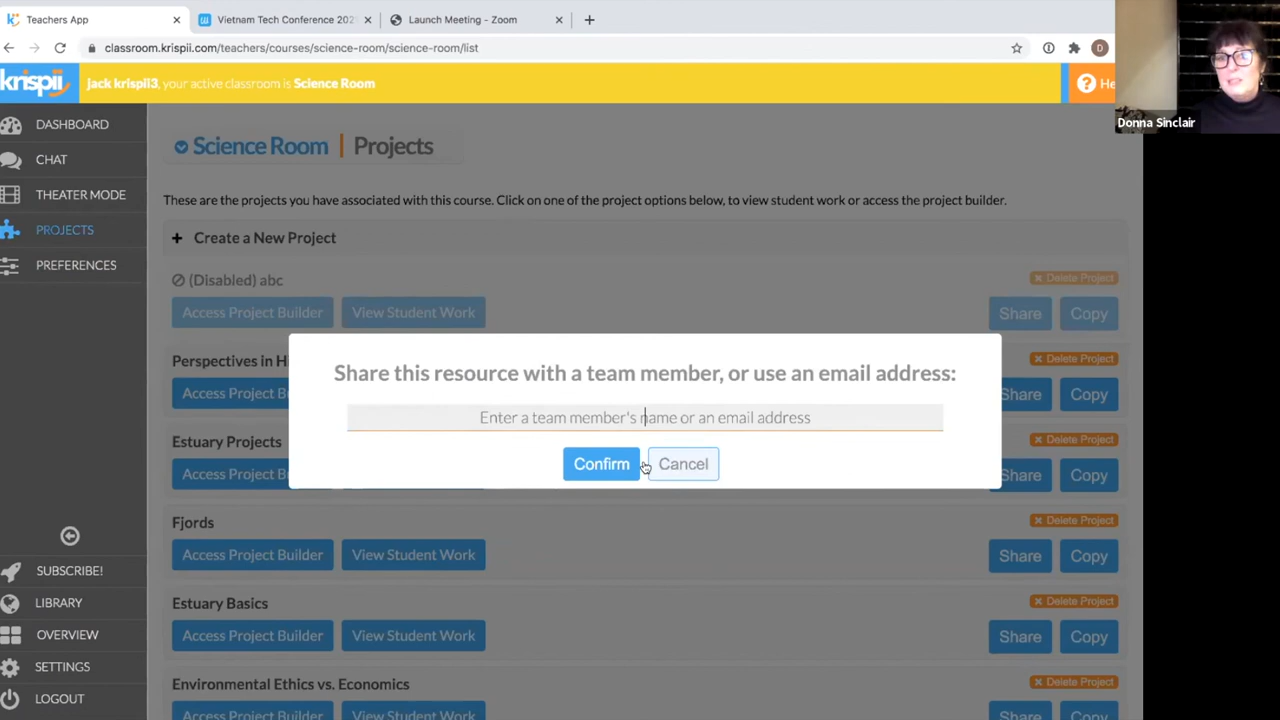 Teachers App
Vietnam Tech Conference 202
Launch Meeting - Zoom
classroom.krispii.com/teachers/courses/science-room/science-room/list
D
krispii
Jack krispii3, your active classroom is Science Room
? He
Donna Sinclair
DASHBOARD
CHAT
THEATER MODE
PROJECTS
PREFERENCES
SUBSCRIBE!
LIBRARY
OVERVIEW
SETTINGS
LOGOUT
Science Room | Projects
These are the projects you have associated with this course. Click on one of the project options below, to view student work or access the project builder.
+ Create a New Project
(Disabled) abc
Delete Project
Access Project Builder View Student Work Share Copy
Perspectives in Hi
Delete Project
Access Share Copy
Share this resource with a team member, or use an email address:
Enter a team member's name or an email address
Confirm Cancel
Estuary Projects
Delete Project
Access Share Copy
Fjords
Delete Project
Access Project Builder View Student Work Share Copy
Estuary Basics
Delete Project
Access Project Builder View Student Work Share Copy
Environmental Ethics vs. Economics
Delete Project
Access Project Builder View Student Work Share Copy